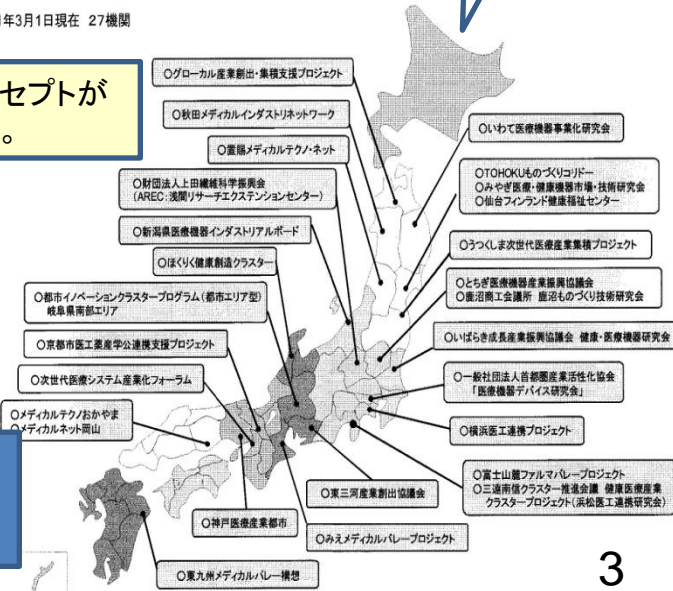 年3月1日現在 27機関
セプトが
。
○グローカル産業創出・集積支援プロジェクト
○秋田メディカルインダストリネットワーク
○置賜メディカルテクノ・ネット
○財団法人上田繊維科学振興会
(AREC:浅間リサーチエクステンションセンター)
○新潟県医療機器インダストリアルボード
○ほくりく健康創造クラスター
○都市イノベーションクラスタープログラム(都市エリア型)
岐阜県南部エリア
○京都市医工薬産学公連携支援プロジェクト
○次世代医療システム産業化フォーラム
○メディカルテクノおかやま
○メディカルネット岡山
○いわて医療機器事業化研究会
○TOHOKUものづくりコリドー
○みやぎ医療・健康機器市場・技術研究会
○仙台フィンランド健康福祉センター
○うつくしま次世代医療産業集積プロジェクト
○とちぎ医療機器産業振興協議会
○鹿沼商工会議所 鹿沼ものづくり技術研究会
○いばらき成長産業振興協議会 健康・医療機器研究会
○一般社団法人首都圏産業活性化協会
「医療機器デバイス研究会」
○横浜医工連携プロジェクト
○富士山麓ファルマバレープロジェクト
○三遠南信クラスター推進会議 健康医療産業
クラスタープロジェクト(浜松医工連携研究会)
○東三河産業創出協議会
○神戸医療産業都市
○みえメディカルバレープロジェクト
○東九州メディカルバレー構想
3